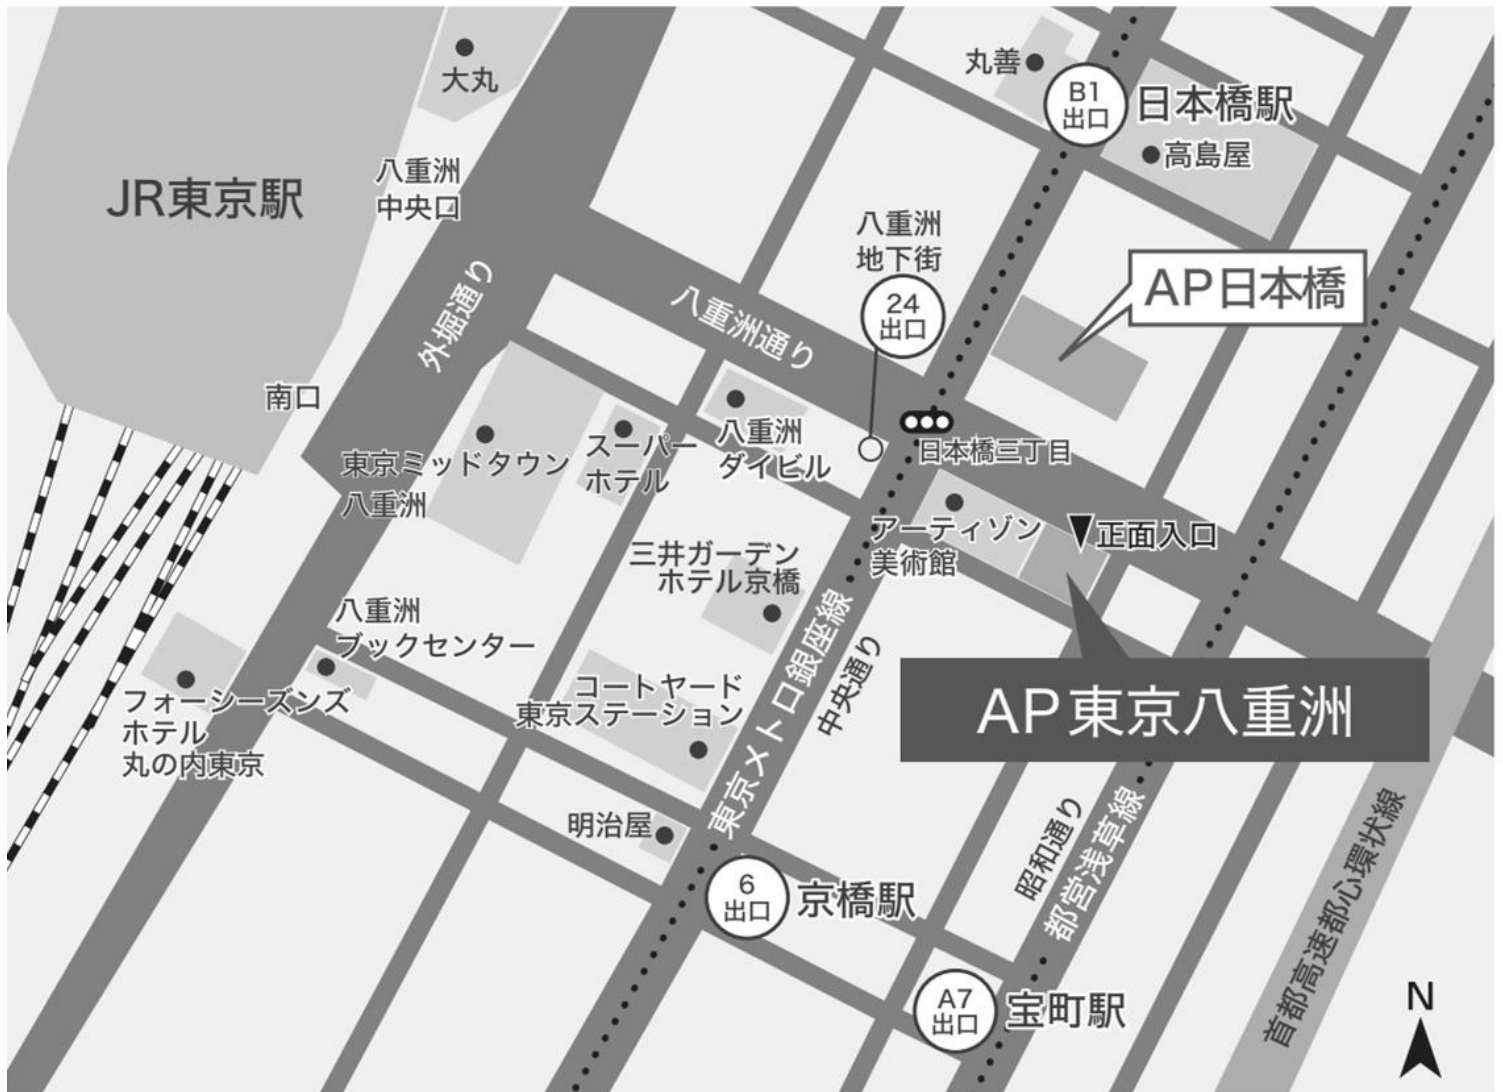 大丸
丸善
B1
出口
日本橋駅
高島屋
JR東京駅
八重洲
中央口
八重洲
地下街
24
出口
AP日本橋
外堀通り
八重洲通り
南口
東京ミッドタウン
八重洲
スーパー
ホテル
八重洲
ダイビル
日本橋三丁目
アーティゾン
美術館
正面入口
三井ガーデン
ホテル京橋
八重洲
ブックセンター
フォーシーズンズ
ホテル
丸の内東京
コートヤード
東京ステーション
東京メトロ銀座線
中央通り
AP東京八重洲
明治屋
6
出口
京橋駅
昭和通り
都営浅草線
首都高速都心環状線
A7
出口
宝町駅
N